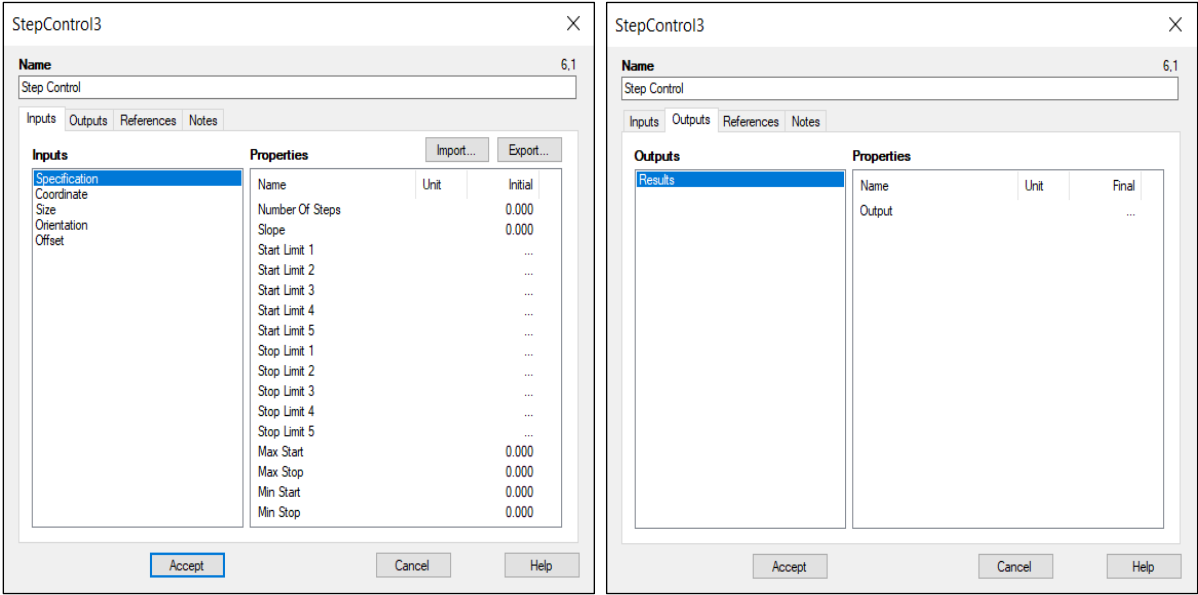 StepControl3
Name 6,1
Step Control
Inputs Outputs References Notes
Inputs
Properties Import... Export...
Specification
Coordinate
Size
Orientation
Offset
Name Unit Initial
Number Of Steps 0.000
Slope 0.000
Start Limit 1 ...
Start Limit 2 ...
Start Limit 3 ...
Start Limit 4 ...
Start Limit 5 ...
Stop Limit 1 ...
Stop Limit 2 ...
Stop Limit 3 ...
Stop Limit 4 ...
Stop Limit 5 ...
Max Start 0.000
Max Stop 0.000
Min Start 0.000
Min Stop 0.000
Accept Cancel Help
StepControl3
Name 6,1
Step Control
Inputs Outputs References Notes
Outputs
Properties
Results
Name Unit Final
Output ...
Accept Cancel Help